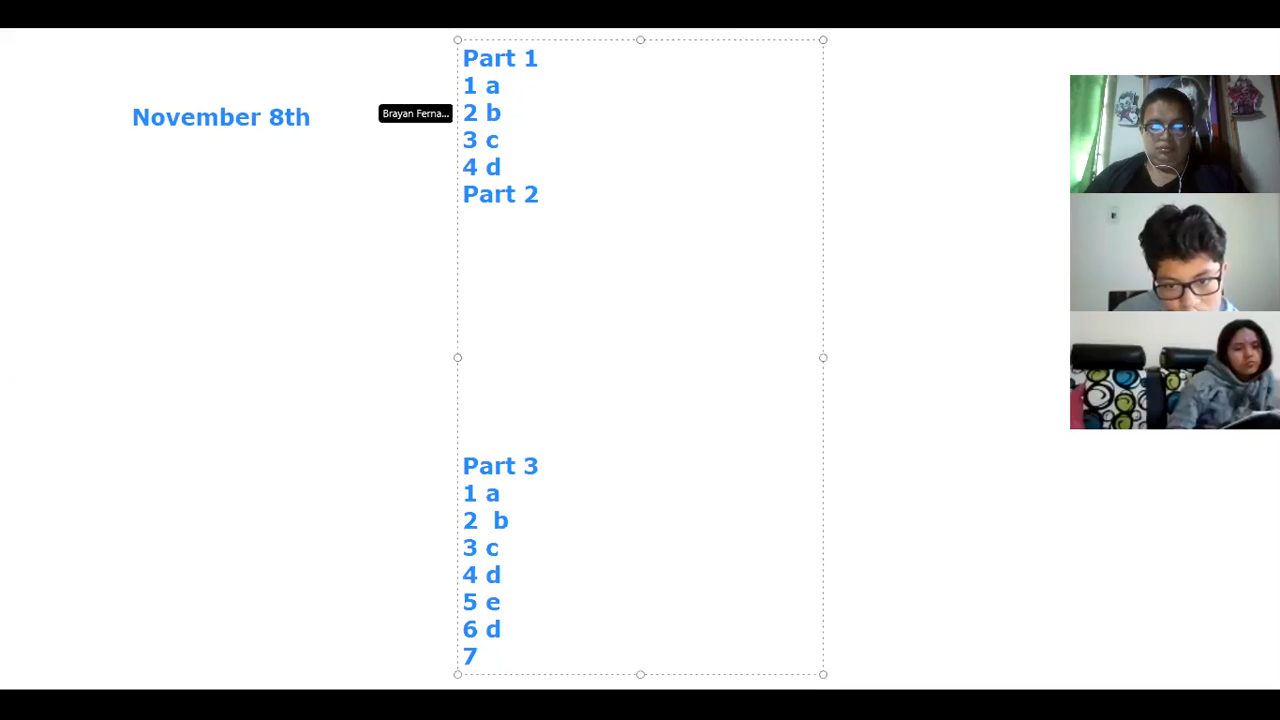 November 8th
Brayan Ferna...
Part 1
1 a
2 b
3 c
4 d
Part 2
Part 3
1 a
2  b
3 c
4 d
5 e
6 d
7